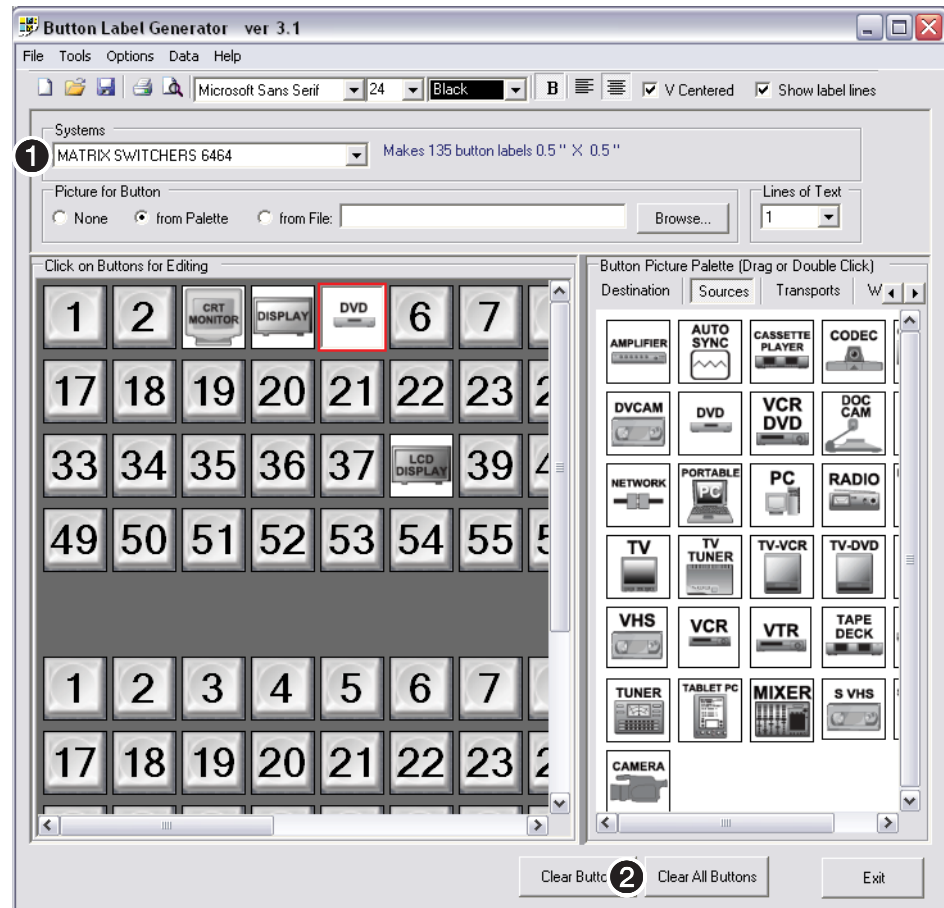 Button Label Generator ver 3.1
File Tools Options Data Help
Microsoft Sans Serif 24 Black B V Centered Show label lines
Systems
1 MATRIX SWITCHERS 6464 Makes 135 button labels 0.5 " X 0.5 "
Picture for Button Lines of Text
None from Palette from File: Browse... 1
Click on Buttons for Editing
1 2 CRT MONITOR DISPLAY DVD 6 7
17 18 19 20 21 22 23
33 34 35 36 37 LCD DISPLAY 39
49 50 51 52 53 54 55
1 2 3 4 5 6 7
17 18 19 20 21 22 23
Button Picture Palette (Drag or Double Click)
Destination Sources Transports
AMPLIFIER AUTO SYNC CASSETTE PLAYER CODEC
DVCAM DVD VCR DVD DOC CAM
NETWORK PORTABLE PC PC RADIO
TV TV TUNER TV-VCR TV-DVD
VHS VCR VTR TAPE DECK
TUNER TABLET PC MIXER S VHS
CAMERA
Clear 2 Clear All Buttons Exit